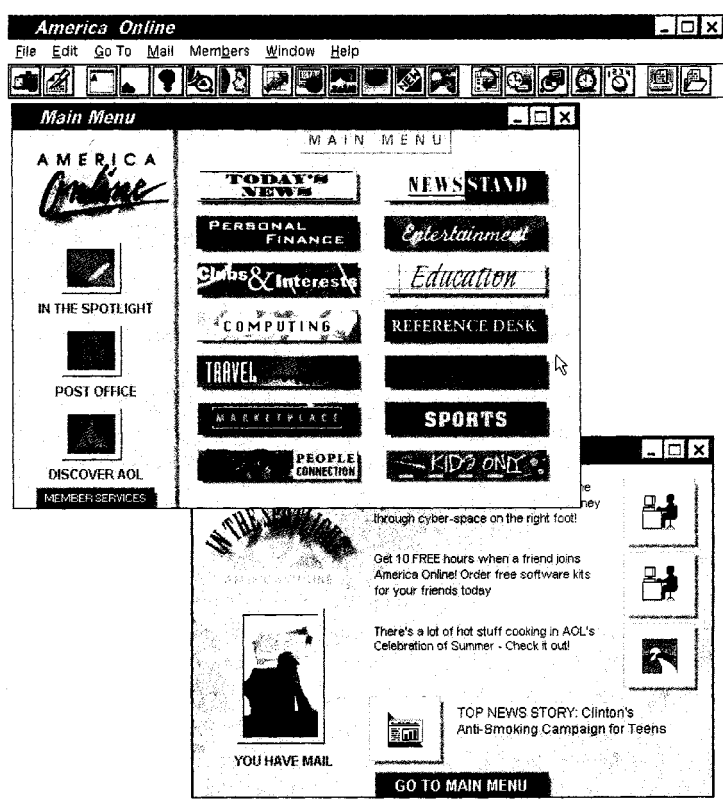 America Online
File Edit Go To Mail Members Window Help
Main Menu
AMERICA
Online
IN THE SPOTLIGHT
POST OFFICE
DISCOVER AOL
MEMBER SERVICES
MAIN MENU
TODAY'S
NEWS
NEWSSTAND
PERSONAL
FINANCE
Entertainment
Clubs & Interests
Education
COMPUTING
REFERENCE DESK
TRAVEL
MARKETPLACE
SPORTS
PEOPLE
CONNECTION
KIDS ONLY
IN THE SPOTLIGHT
AMERICA ONLINE
YOU HAVE MAIL
through cyber-space on the right foot!
Get 10 FREE hours when a friend joins
America Online! Order free software kits
for your friends today
There's a lot of hot stuff cooking in AOL's
Celebration of Summer - Check it out!
TOP NEWS STORY: Clinton's
Anti-Smoking Campaign for Teens
GO TO MAIN MENU